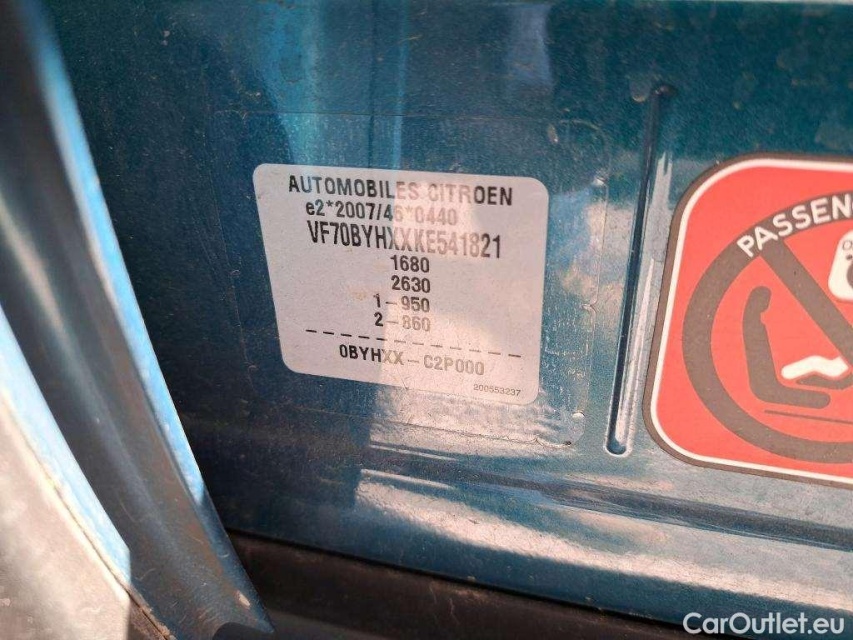 AUTOMOBILES CITROEN
e2*2007/46*0440
VF70BYHXXKE541821
1680
2630
1-950
2-860
0BYHXX-C2P000
200553237
PASSEN
CarOutlet.eu